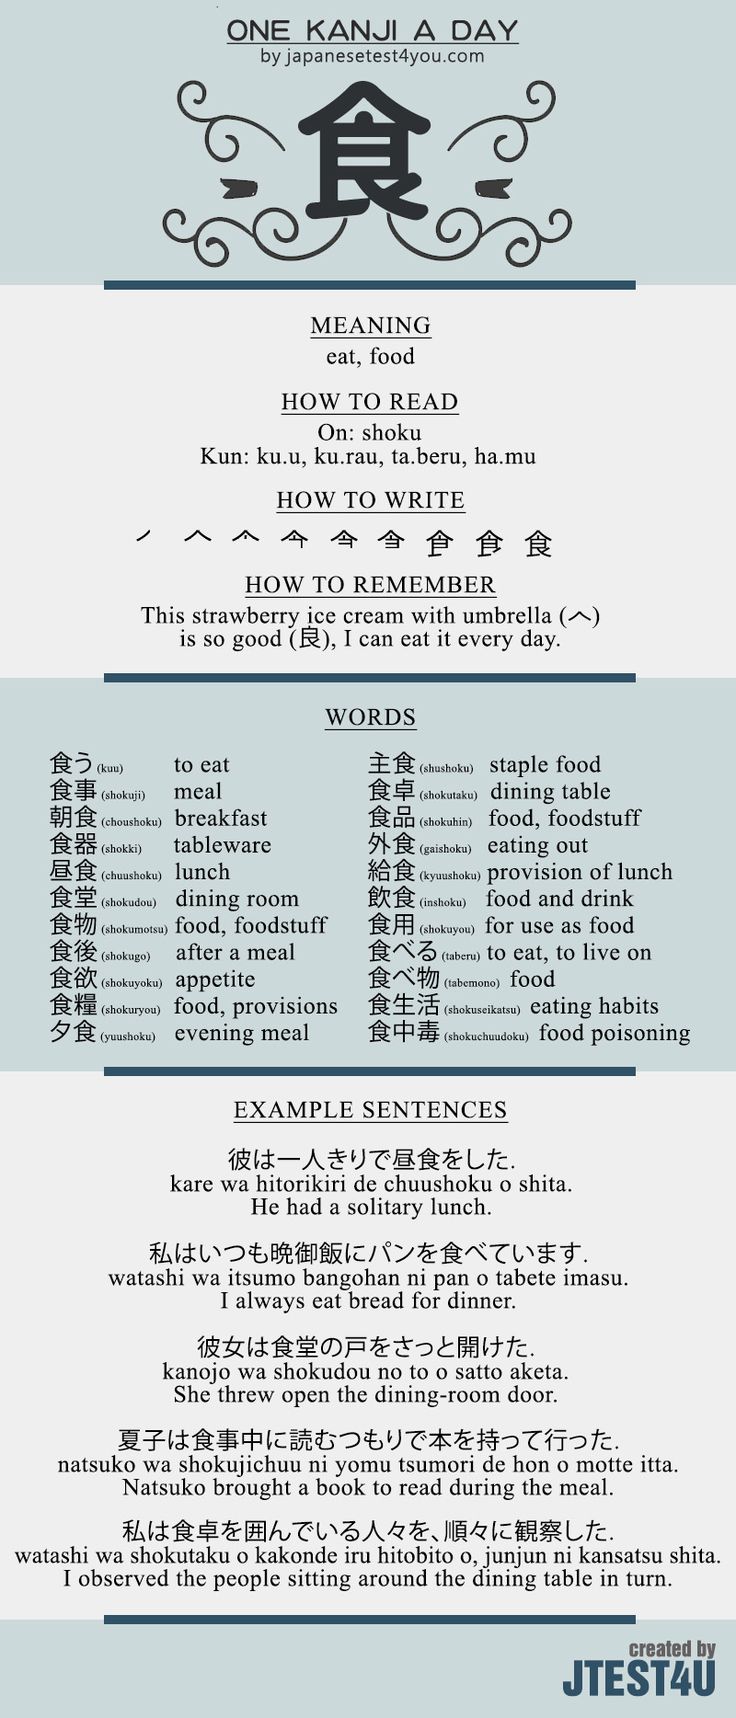 ONE KANJI A DAY
by japanesetest4you.com
食
MEANING
eat, food
HOW TO READ
On: shoku
Kun: ku.u, ku.rau, ta.beru, ha.mu
HOW TO WRITE
食
HOW TO REMEMBER
This strawberry ice cream with umbrella (𠆢)
is so good (良), I can eat it every day.
WORDS
食う (kuu) to eat
食事 (shokuji) meal
朝食 (choushoku) breakfast
食器 (shokki) tableware
昼食 (chuushoku) lunch
食堂 (shokudou) dining room
食物 (shokumotsu) food, foodstuff
食後 (shokugo) after a meal
食欲 (shokuyoku) appetite
食糧 (shokuryou) food, provisions
夕食 (yuushoku) evening meal
主食 (shushoku) staple food
食卓 (shokutaku) dining table
食品 (shokuhin) food, foodstuff
外食 (gaishoku) eating out
給食 (kyuushoku) provision of lunch
飲食 (inshoku) food and drink
食用 (shokuyou) for use as food
食べる (taberu) to eat, to live on
食べ物 (tabemono) food
食生活 (shokuseikatsu) eating habits
食中毒 (shokuchuudoku) food poisoning
EXAMPLE SENTENCES
彼は一人きりで昼食をした.
kare wa hitorikiri de chuushoku o shita.
He had a solitary lunch.
私はいつも晩御飯にパンを食べています.
watashi wa itsumo bangohan ni pan o tabete imasu.
I always eat bread for dinner.
彼女は食堂の戸をさっと開けた.
kanojo wa shokudou no to o satto aketa.
She threw open the dining-room door.
夏子は食事中に読むつもりで本を持って行った.
natsuko wa shokujichuu ni yomu tsumori de hon o motte itta.
Natsuko brought a book to read during the meal.
私は食卓を囲んでいる人々を、順々に観察した.
watashi wa shokutaku o kakonde iru hitobito o, junjun ni kansatsu shita.
I observed the people sitting around the dining table in turn.
created by
JTEST4U